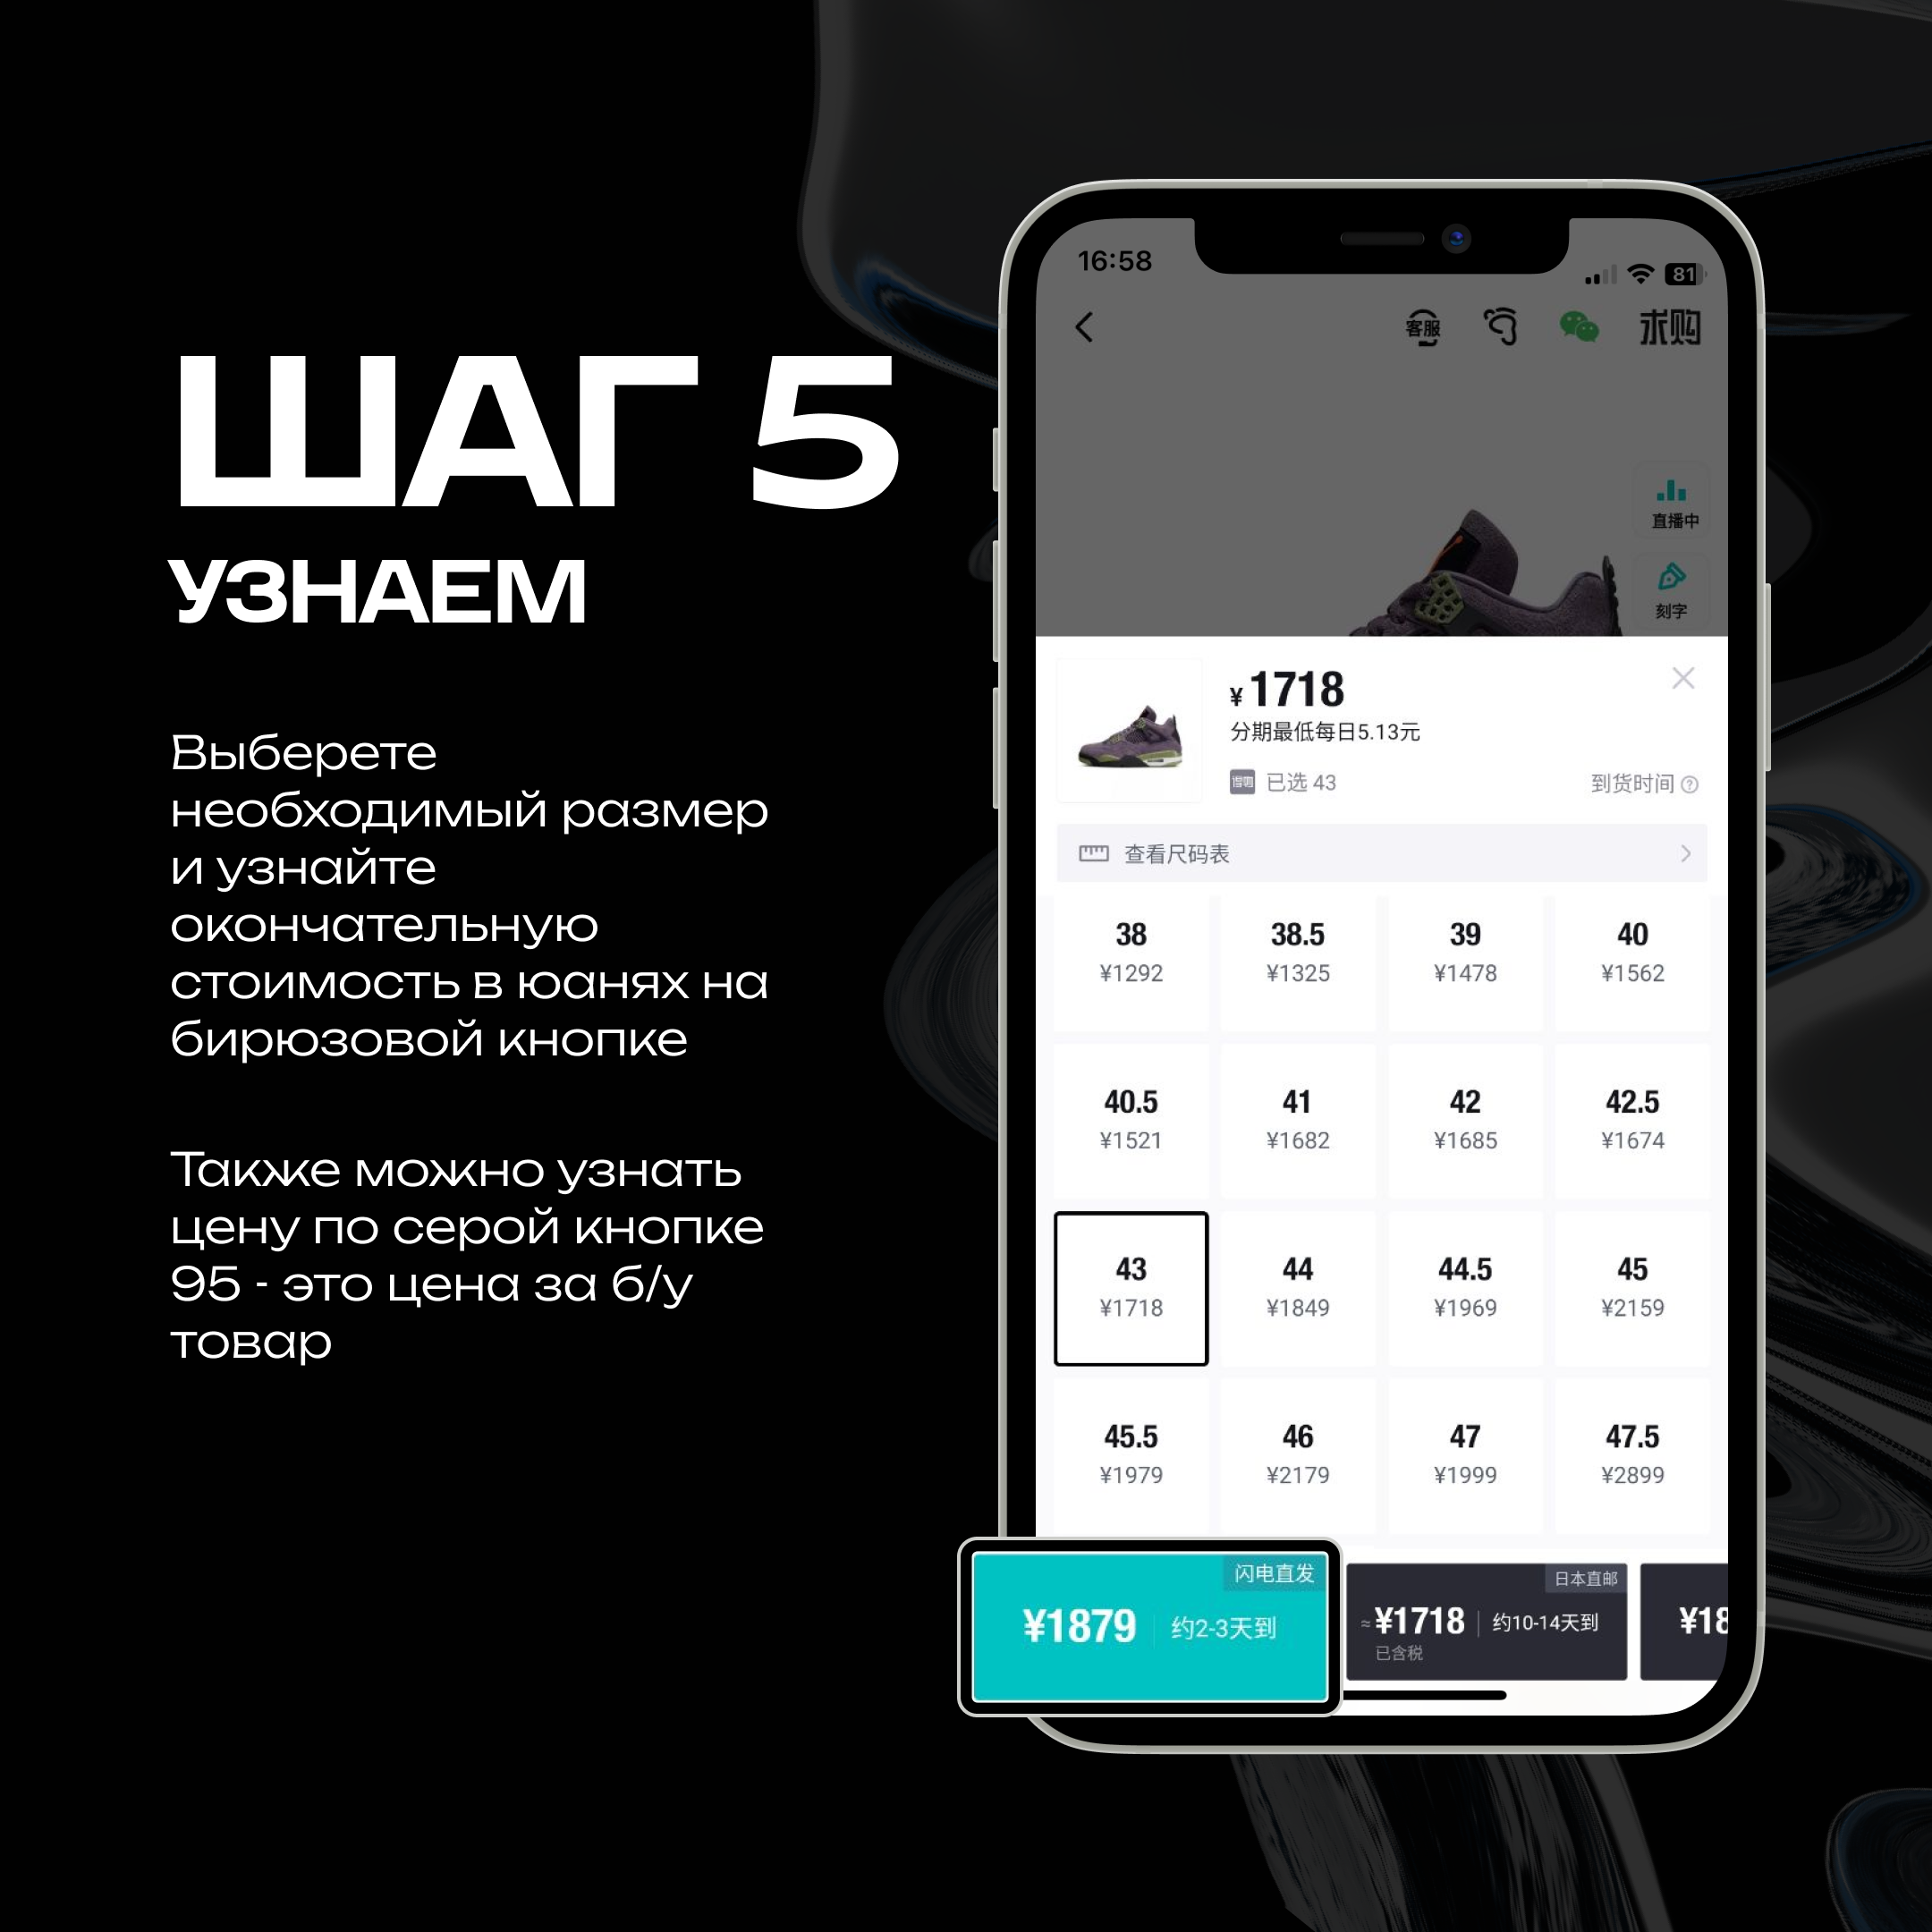 ШАГ 5
УЗНАЕМ
Выберете
необходимый размер
и узнайте
окончательную
стоимость в юанях на
бирюзовой кнопке
Также можно узнать
цену по серой кнопке
95 - это цена за б/у
товар
16:58
81
客服
求购
直播中
刻字
¥1718
分期最低每日5.13元
得物 已选 43 到货时间
查看尺码表
38 38.5 39 40
¥1292 ¥1325 ¥1478 ¥1562
40.5 41 42 42.5
¥1521 ¥1682 ¥1685 ¥1674
43 44 44.5 45
¥1718 ¥1849 ¥1969 ¥2159
45.5 46 47 47.5
¥1979 ¥2179 ¥1999 ¥2899
闪电直发
¥1879 约2-3天到
日本直邮
≈¥1718 约10-14天到
已含税
¥18